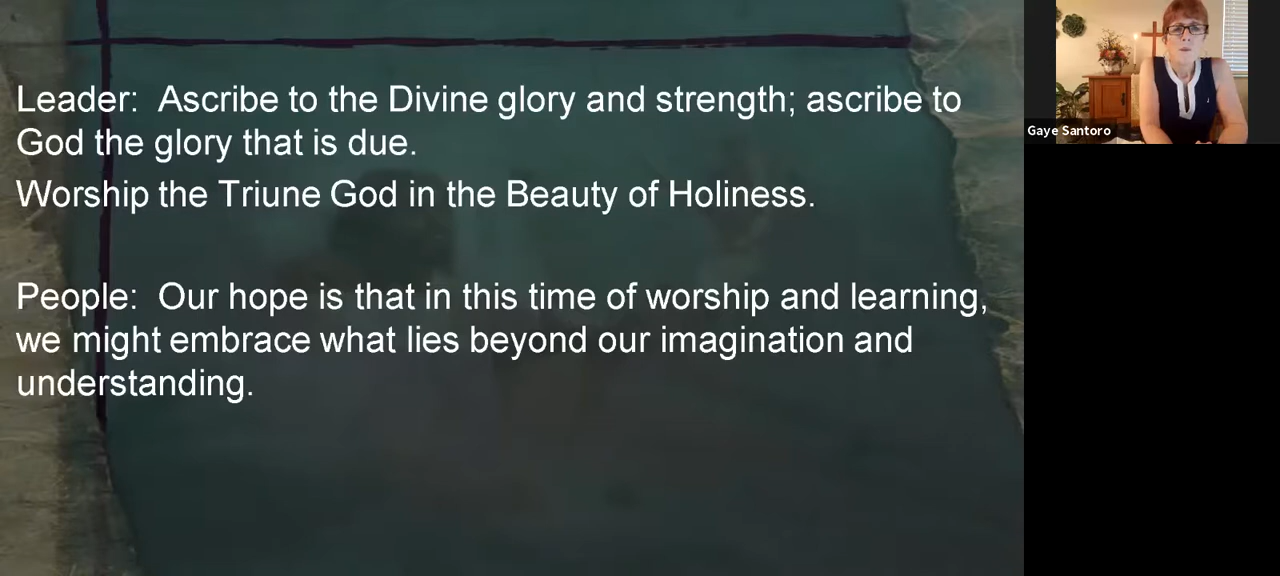 Leader: Ascribe to the Divine glory and strength; ascribe to
God the glory that is due.
Worship the Triune God in the Beauty of Holiness.
People: Our hope is that in this time of worship and learning,
we might embrace what lies beyond our imagination and
understanding.
Gaye Santoro